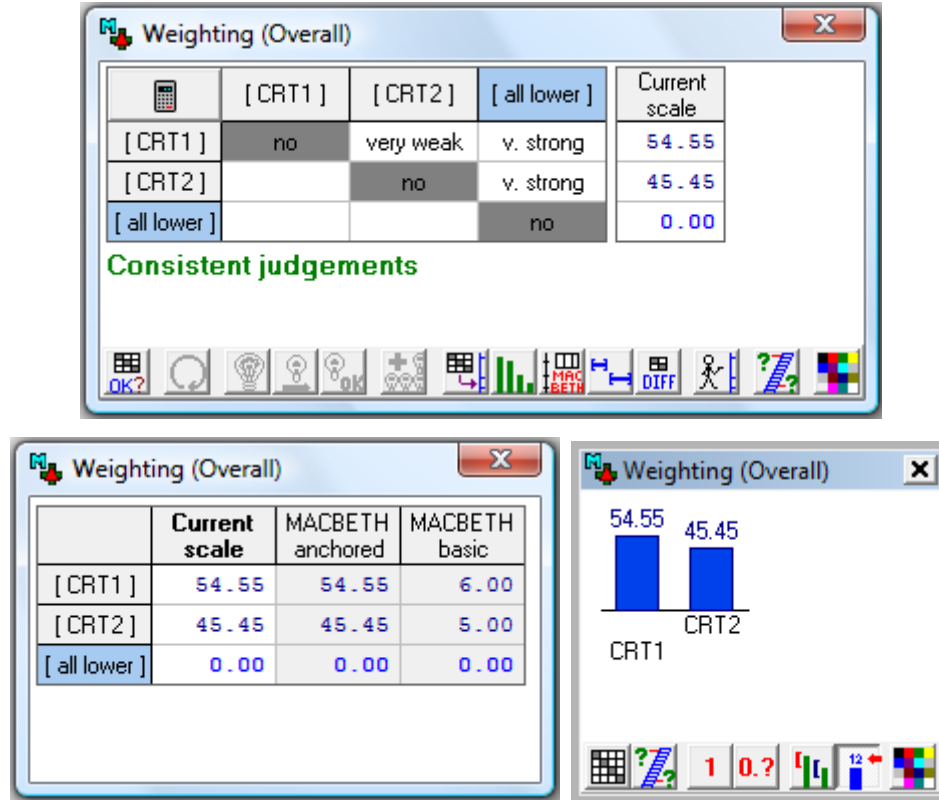 Weighting (Overall)
[ CRT1 ] [ CRT2 ] [ all lower ] Current scale
[ CRT1 ] no very weak v. strong 54.55
[ CRT2 ] no v. strong 45.45
[ all lower ] no 0.00
Consistent judgements
OK? OK MAC BETH DIFF ? ?
Weighting (Overall)
Current scale MACBETH anchored MACBETH basic
[ CRT1 ] 54.55 54.55 6.00
[ CRT2 ] 45.45 45.45 5.00
[ all lower ] 0.00 0.00 0.00
Weighting (Overall)
54.55 45.45
CRT2
CRT1
? ? 1 0.? 12